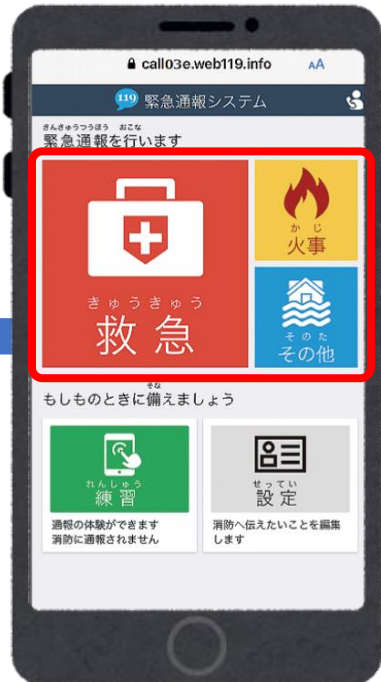 call03e.web119.info
AA
119 緊急通報システム
きんきゅうつうほう おこな
緊急通報を行います
きゅうきゅう
救急
かじ
火事
そのた
その他
そな
もしものときに備えましょう
れんしゅう
練習
通報の体験ができます
消防に通報されません
せってい
設定
消防へ伝えたいことを編集
します